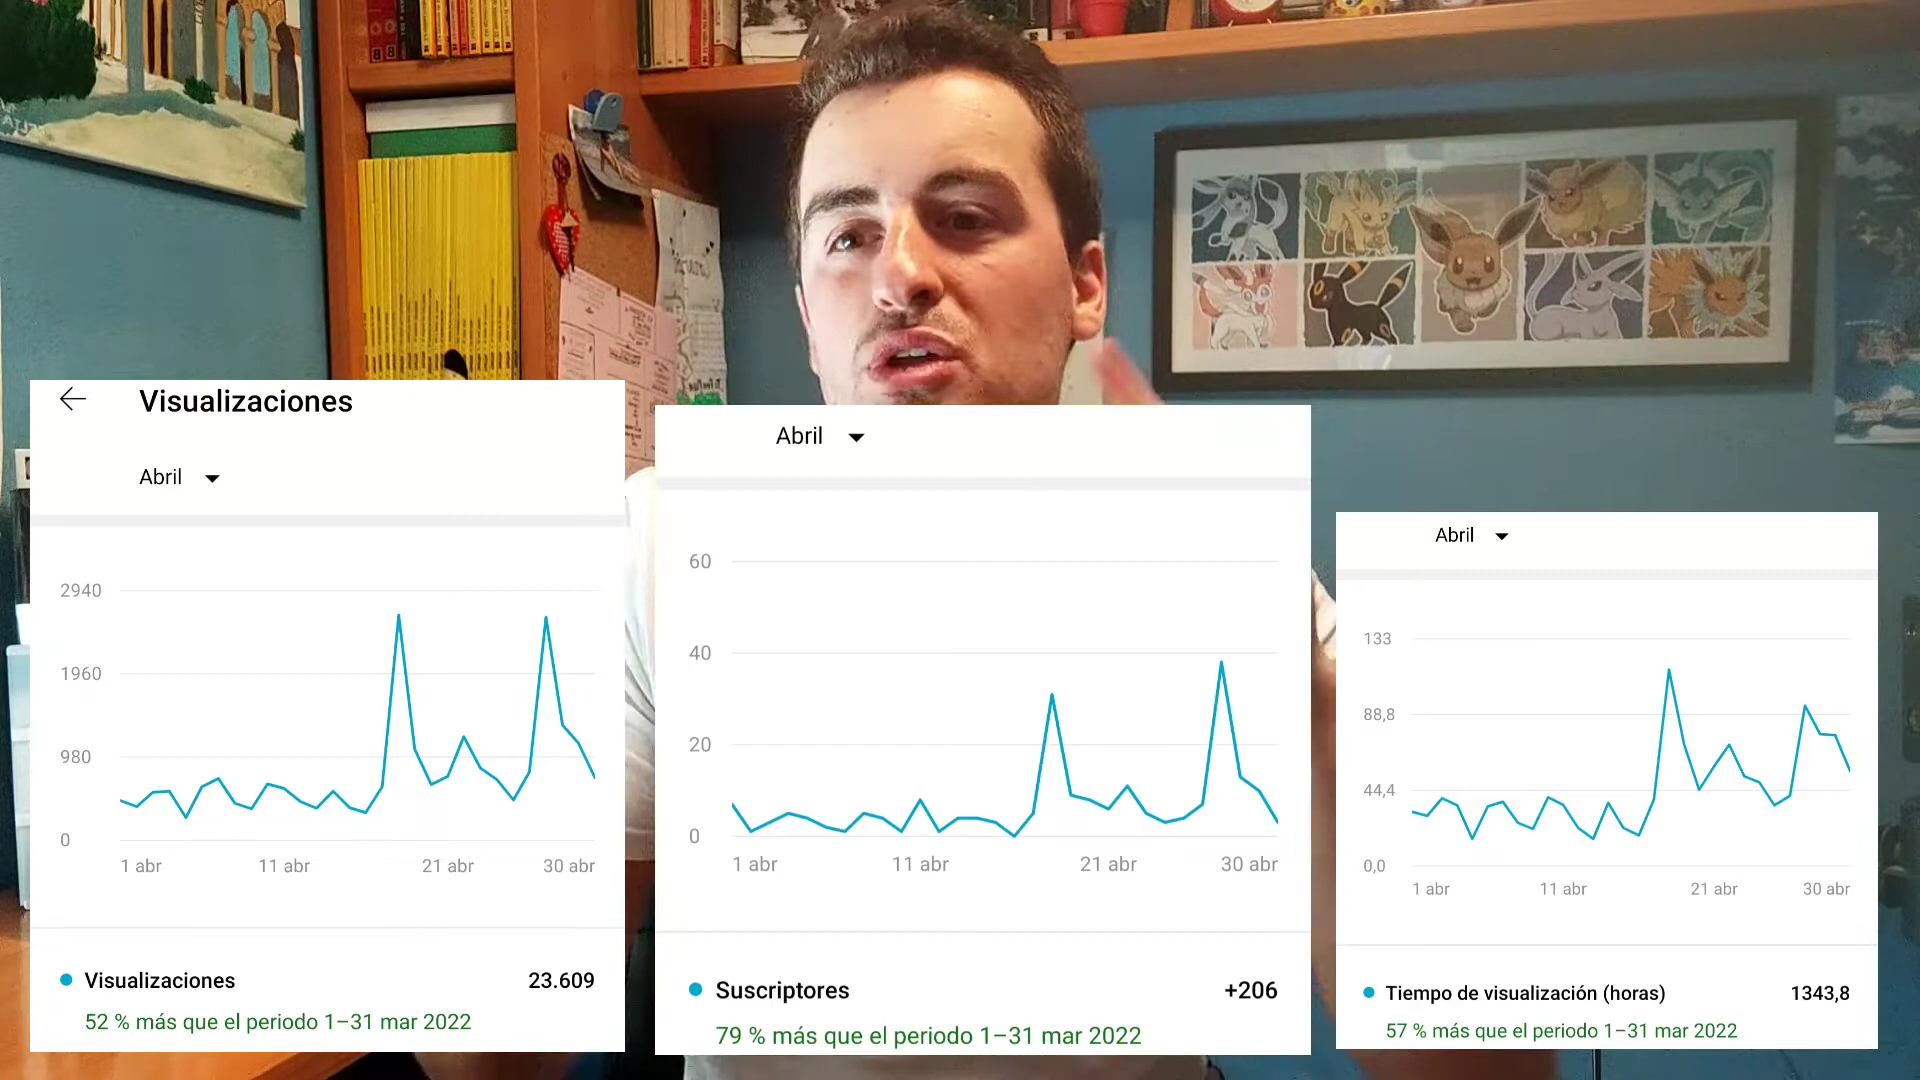 Visualizaciones
Abril
2940
1960
980
0
1 abr 11 abr 21 abr 30 abr
Visualizaciones 23.609
52 % más que el periodo 1–31 mar 2022
Abril
60
40
20
0
1 abr 11 abr 21 abr 30 abr
Suscriptores +206
79 % más que el periodo 1–31 mar 2022
Abril
133
88,8
44,4
0,0
1 abr 11 abr 21 abr 30 abr
Tiempo de visualización (horas) 1343,8
57 % más que el periodo 1–31 mar 2022